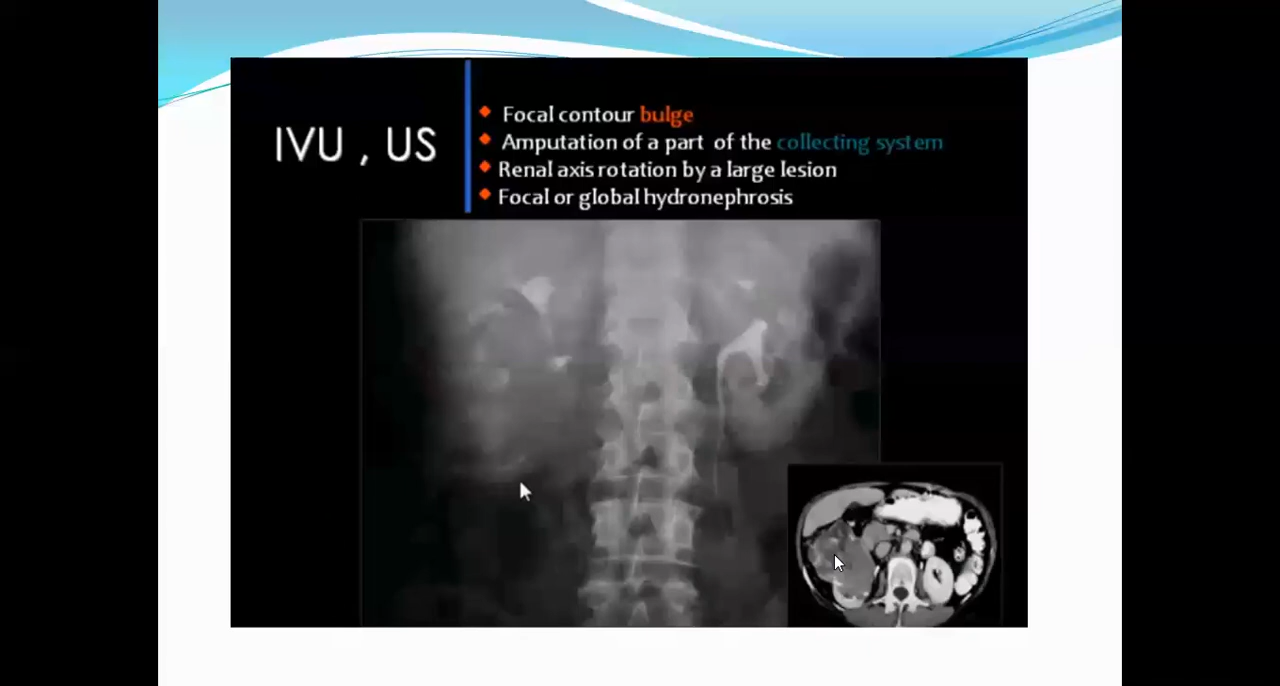 IVU , US
Focal contour bulge
Amputation of a part of the collecting system
Renal axis rotation by a large lesion
Focal or global hydronephrosis